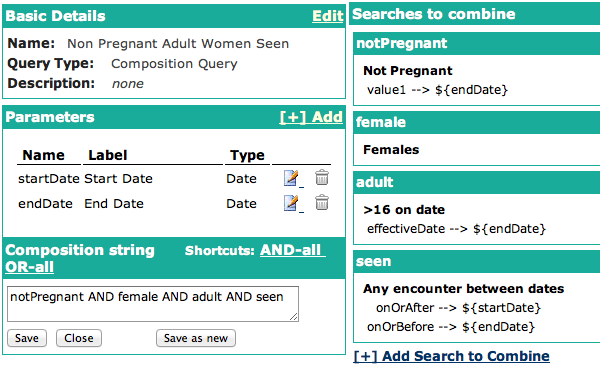 Basic Details Edit
Name: Non Pregnant Adult Women Seen
Query Type: Composition Query
Description: none
Parameters [+] Add
Name Label Type
startDate Start Date Date
endDate End Date Date
Composition string Shortcuts: AND-all
OR-all
notPregnant AND female AND adult AND seen
Save Close Save as new
Searches to combine
notPregnant
Not Pregnant
value1 --> ${endDate}
female
Females
adult
>16 on date
effectiveDate --> ${endDate}
seen
Any encounter between dates
onOrAfter --> ${startDate}
onOrBefore --> ${endDate}
[+] Add Search to Combine